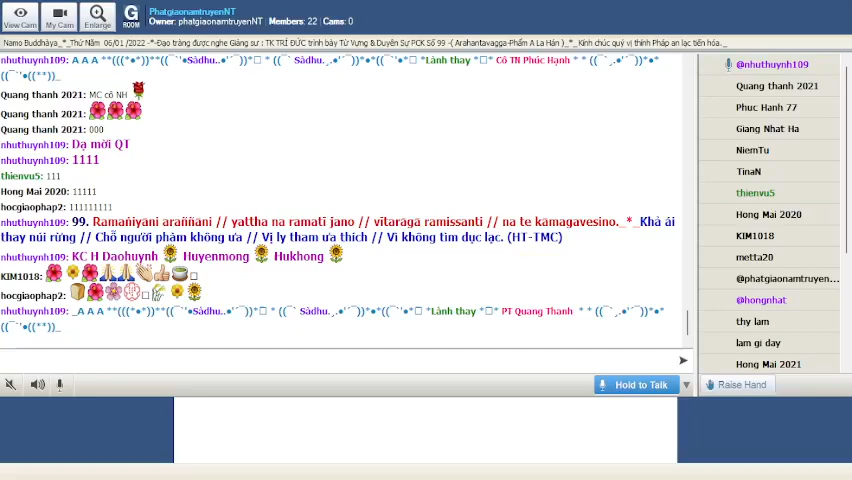 Phatgiaonamtruyen​NT
Owner: phatgiaonamtruyenNT | Members: 22 | Cams: 0
View Cam
My Cam
Enlarge
G
ROOM
Namo Buddhàya_*_Thứ Năm 06/01 /2022 -*-Đạo tràng được nghe Giảng sư : TK TRÍ ĐỨC trình bày Từ Vựng & Duyên Sự PCK Số 99 -( Arahantavagga-Phẩm A La Hán )_*_Kính chúc quý vị thính Pháp an lạc tiến hóa._ _
nhuthuynh109: A A A **(((*●*))**((¯`'●Sàdhu..●'´¯))*□ * ((¯` Sàdhu.,.●'´¯))*●*●*((¯`'●* *Lành thay *□* Cô TN Phúc Hạnh * * ((¯`,.●'´¯))*●*
((¯`'●((**))_
Quang thanh 2021: MC cô NH
Quang thanh 2021:
Quang thanh 2021: 000
nhuthuynh109: Dạ mời QT
nhuthuynh109: 1111
thienvu5: 111
Hong Mai 2020: 11111
hocgiaophap2: 111111111
nhuthuynh109: 99. Ramaṅiyāni araññāni // yattha na ramatī jano // vītarāgā ramissanti // na te kāmagavesino._*_Khả ái
thay núi rừng // Chỗ người phàm không ưa // Vị ly tham ưa thích // Vì không tìm dục lạc. (HT-TMC)
nhuthuynh109: KC H Daohuynh Huyenmong Hukhong
KIM1018:
hocgiaophap2:
nhuthuynh109: _A A A **(((*●*))**((¯`'●Sàdhu..●'´¯))*□ * ((¯` Sàdhu.,.●'´¯))*●*●*((¯`'●* *Lành thay *□* PT Quang Thanh * * ((¯`,.●'´¯))*●*
((¯`'●((**))_
Hold to Talk
Raise Hand
@nhuthuynh109
Quang thanh 2021
Phuc Hanh 77
Giang Nhat Ha
NiemTu
TinaN
thienvu5
Hong Mai 2020
KIM1018
metta20
@phatgiaonamtruyen...
@hongnhat
thy lam
lam gi day
Hong Mai 2021